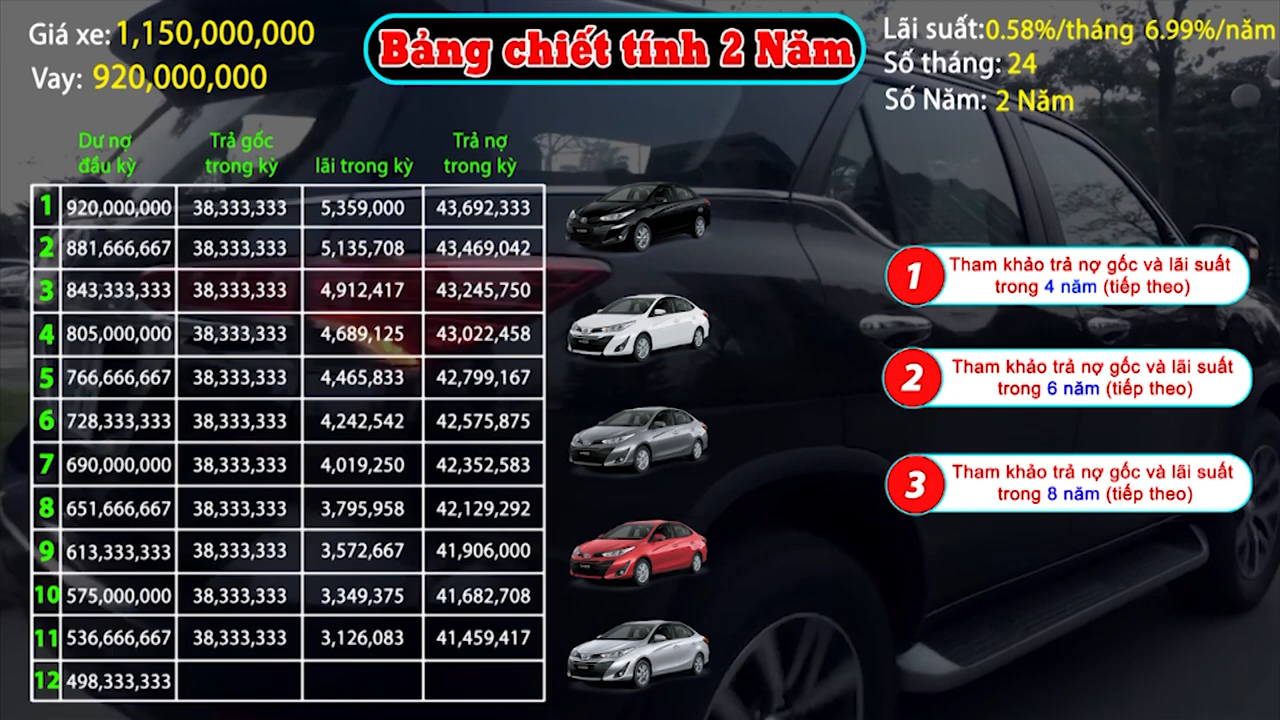 Giá xe: 1,150,000,000
Vay: 920,000,000
Bảng chiết tính 2 Năm
Lãi suất: 0.58%/tháng 6.99%/năm
Số tháng: 24
Số Năm: 2 Năm
Dư nợ đầu kỳ Trả gốc trong kỳ lãi trong kỳ Trả nợ trong kỳ
1 920,000,000 38,333,333 5,359,000 43,692,333
2 881,666,667 38,333,333 5,135,708 43,469,042
3 843,333,333 38,333,333 4,912,417 43,245,750
4 805,000,000 38,333,333 4,689,125 43,022,458
5 766,666,667 38,333,333 4,465,833 42,799,167
6 728,333,333 38,333,333 4,242,542 42,575,875
7 690,000,000 38,333,333 4,019,250 42,352,583
8 651,666,667 38,333,333 3,795,958 42,129,292
9 613,333,333 38,333,333 3,572,667 41,906,000
10 575,000,000 38,333,333 3,349,375 41,682,708
11 536,666,667 38,333,333 3,126,083 41,459,417
12 498,333,333
1 Tham khảo trả nợ gốc và lãi suất
trong 4 năm (tiếp theo)
2 Tham khảo trả nợ gốc và lãi suất
trong 6 năm (tiếp theo)
3 Tham khảo trả nợ gốc và lãi suất
trong 8 năm (tiếp theo)